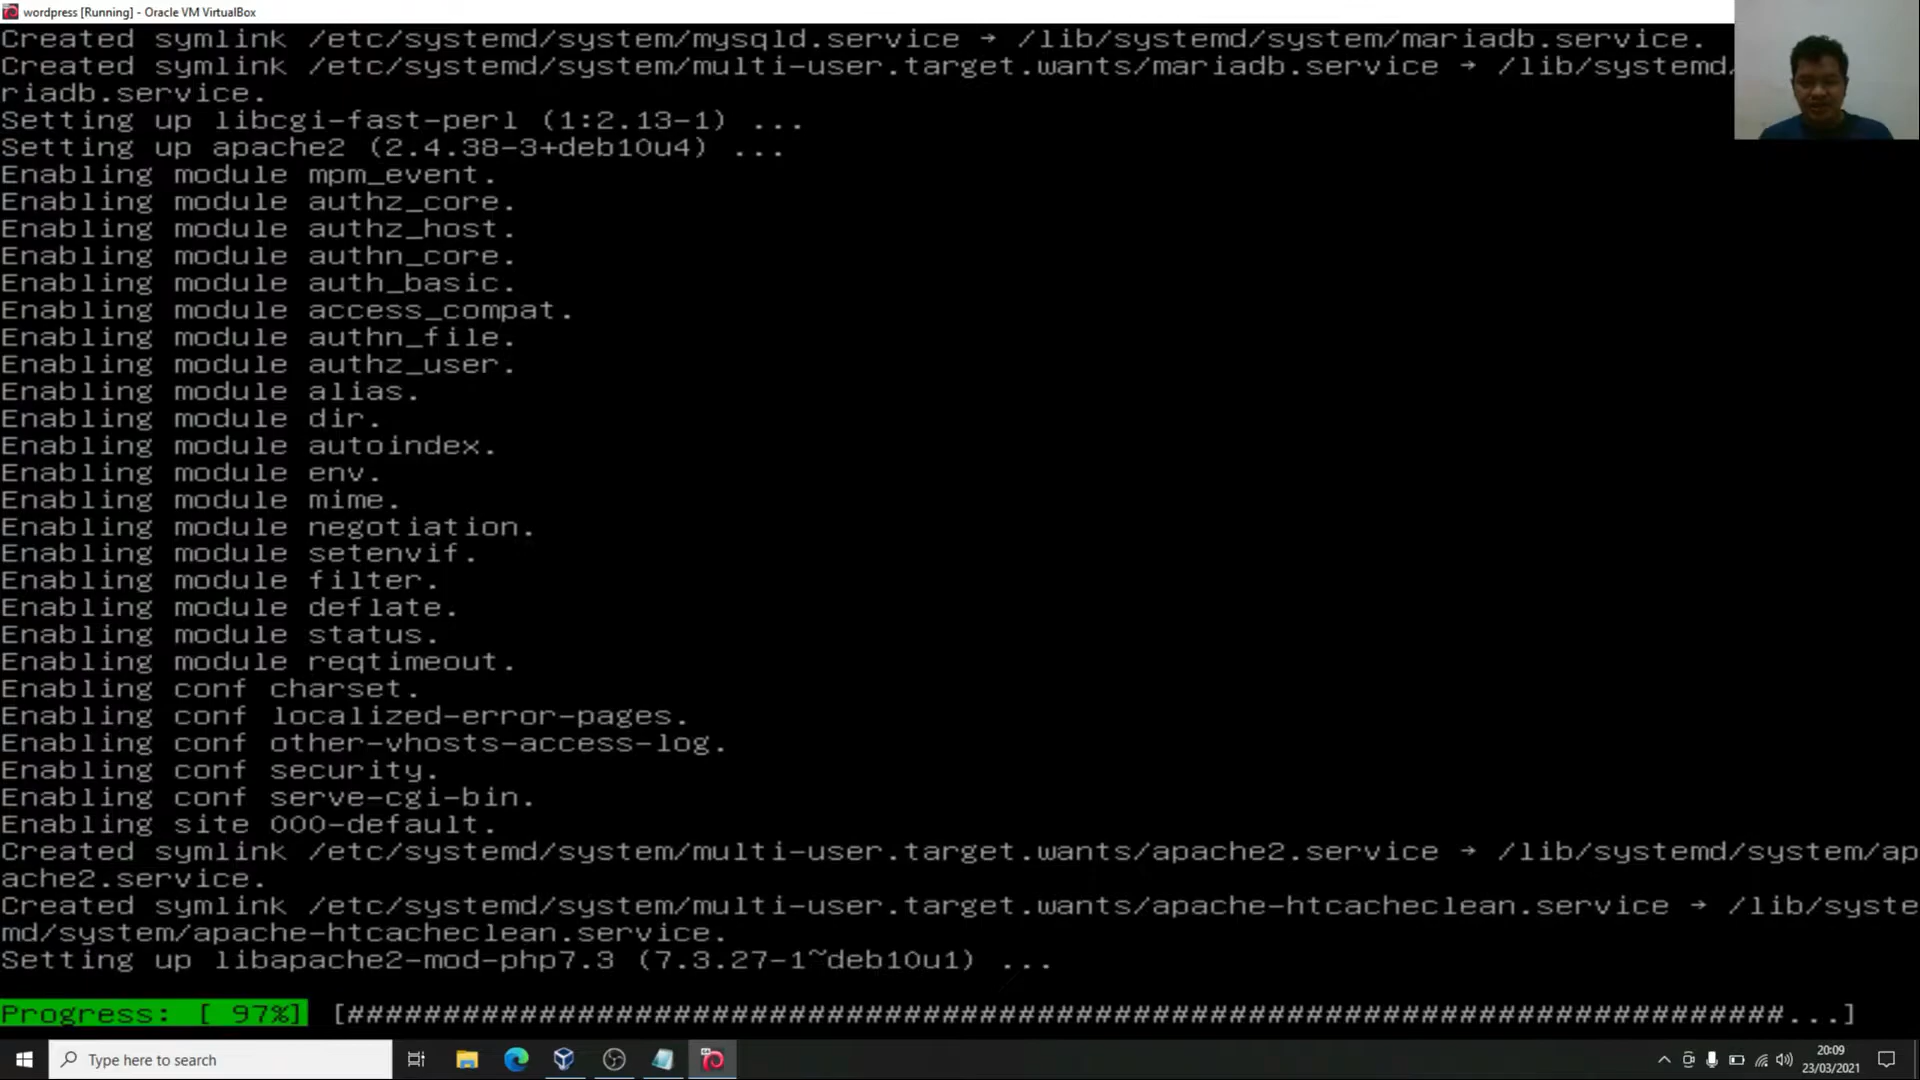 wordpress [Running] - Oracle VM VirtualBox
Created symlink /etc/systemd/system/mysqld.service → /lib/systemd/system/mariadb.service.
Created symlink /etc/systemd/system/multi-user.target.wants/mariadb.service → /lib/systemd/
riadb.service.
Setting up libcgi-fast-perl (1:2.13-1) ...
Setting up apache2 (2.4.38-3+deb10u4) ...
Enabling module mpm_event.
Enabling module authz_core.
Enabling module authz_host.
Enabling module authn_core.
Enabling module auth_basic.
Enabling module access_compat.
Enabling module authn_file.
Enabling module authz_user.
Enabling module alias.
Enabling module dir.
Enabling module autoindex.
Enabling module env.
Enabling module mime.
Enabling module negotiation.
Enabling module setenvif.
Enabling module filter.
Enabling module deflate.
Enabling module status.
Enabling module reqtimeout.
Enabling conf charset.
Enabling conf localized-error-pages.
Enabling conf other-vhosts-access-log.
Enabling conf security.
Enabling conf serve-cgi-bin.
Enabling site 000-default.
Created symlink /etc/systemd/system/multi-user.target.wants/apache2.service → /lib/systemd/system/ap
ache2.service.
Created symlink /etc/systemd/system/multi-user.target.wants/apache-htcacheclean.service → /lib/syste
md/system/apache-htcacheclean.service.
Setting up libapache2-mod-php7.3 (7.3.27-1~deb10u1) ...
Progress: [ 97%] [###########################################################################...]
Type here to search
20:09
23/03/2021